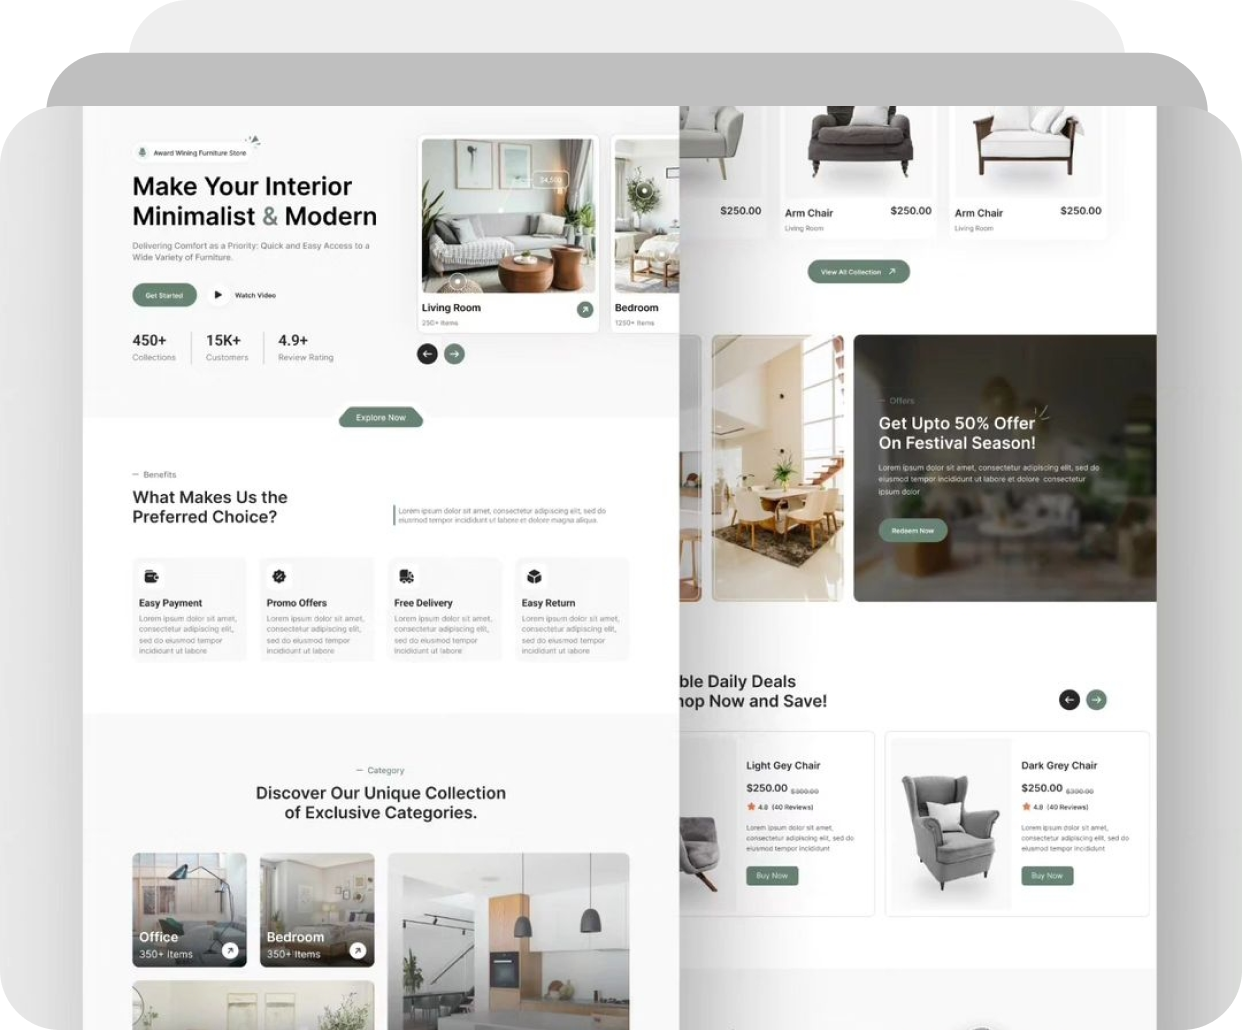 Award Wining Furniture Store
Make Your Interior
Minimalist & Modern
Delivering Comfort as a Priority: Quick and Easy Access to a
Wide Variety of Furniture.
Get Started
Watch Video
450+
Collections
15K+
Customers
4.9+
Review Rating
$4,500
Living Room
250+ Items
Bedroom
1250+ Items
Explore Now
Benefits
What Makes Us the
Preferred Choice?
Lorem ipsum dolor sit amet, consectetur adipiscing elit, sed do
eiusmod tempor incididunt ut labore et dolore magna aliqua.
Easy Payment
Lorem ipsum dolor sit amet,
consectetur adipiscing elit,
sed do eiusmod tempor
incididunt ut labore
Promo Offers
Lorem ipsum dolor sit amet,
consectetur adipiscing elit,
sed do eiusmod tempor
incididunt ut labore
Free Delivery
Lorem ipsum dolor sit amet,
consectetur adipiscing elit,
sed do eiusmod tempor
incididunt ut labore
Easy Return
Lorem ipsum dolor sit amet,
consectetur adipiscing elit,
sed do eiusmod tempor
incididunt ut labore
Category
Discover Our Unique Collection
of Exclusive Categories.
Office
350+ Items
Bedroom
350+ Items
$250.00
Arm Chair
$250.00
Living Room
Arm Chair
$250.00
Living Room
View All Collection
Offers
Get Upto 50% Offer
On Festival Season!
Lorem ipsum dolor sit amet, consectetur adipiscing elit, sed do
eiusmod tempor incididunt ut labore et dolore consectetur
ipsum dolor
Redeem Now
ble Daily Deals
hop Now and Save!
Light Gey Chair
$250.00 $300.00
4.8 (40 Reviews)
Lorem ipsum dolor sit amet,
consectetur adipiscing elit, sed do
eiusmod tempor incididunt
Buy Now
Dark Grey Chair
$250.00 $300.00
4.8 (40 Reviews)
Lorem ipsum dolor sit amet,
consectetur adipiscing elit, sed do
eiusmod tempor incididunt
Buy Now